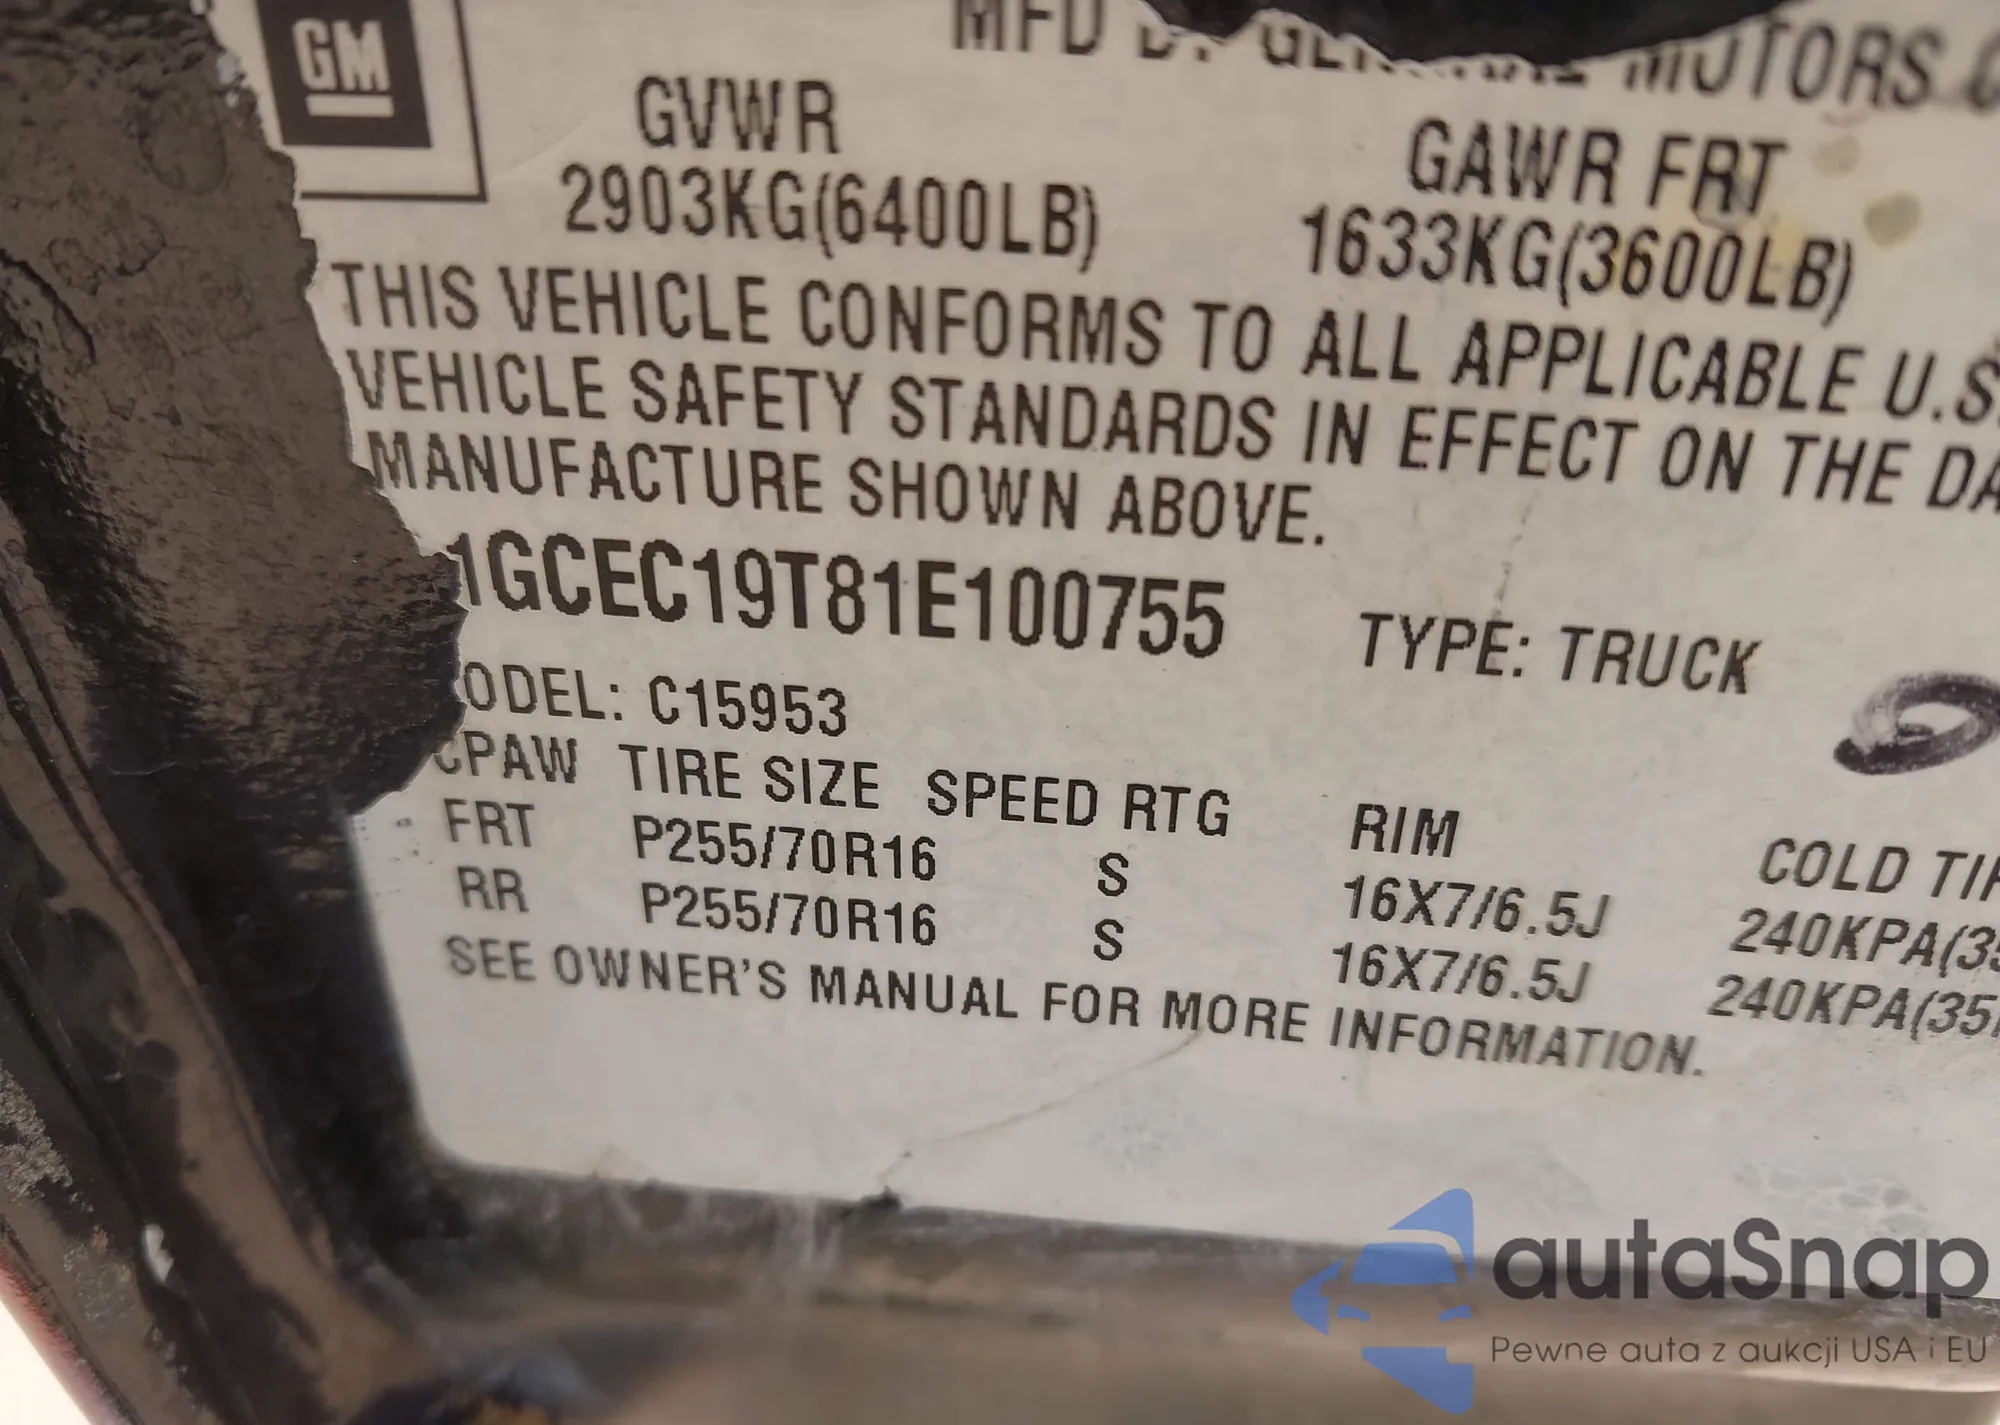 GM
MFD GENERAL MOTORS
GVWR GAWR FRT
2903KG(6400LB) 1633KG(3600LB)
THIS VEHICLE CONFORMS TO ALL APPLICABLE U.S.
VEHICLE SAFETY STANDARDS IN EFFECT ON THE DA
MANUFACTURE SHOWN ABOVE.
1GCEC19T81E100755 TYPE: TRUCK
ODEL: C15953
CPAW TIRE SIZE SPEED RTG RIM COLD TI
FRT P255/70R16 S 16X7/6.5J 240KPA(35
RR P255/70R16 S 16X7/6.5J 240KPA(35
SEE OWNER'S MANUAL FOR MORE INFORMATION.
autaSnap
Pewne auta z aukcji USA i EU